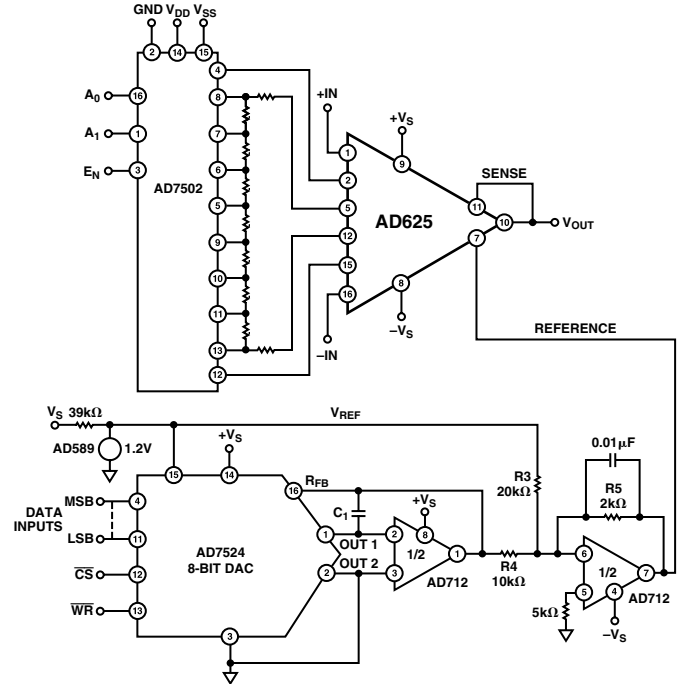 GND V_DD V_SS
2 14 15
4
A₀ 16 8
+IN
+V_S
A₁ 1 7
9
1
SENSE
E_N 3 6
2
AD7502
11
5 5
AD625
10 V_OUT
9 12
7
10 15
8
11 16
–V_S
REFERENCE
13
–IN
12
V_S 39kΩ
V_REF
AD589 1.2V
+V_S
0.01µF
15 14
R_FB
R3
20kΩ
R5
2kΩ
16
MSB 4
C₁
+V_S
DATA
INPUTS
1 OUT 1 2 8
LSB 11
AD7524
8-BIT DAC
1/2 1
R4
10kΩ
6
1/2 7
CS 12
2 OUT 2 3
AD712
5 4
AD712
WR 13
5kΩ
–V_S
3